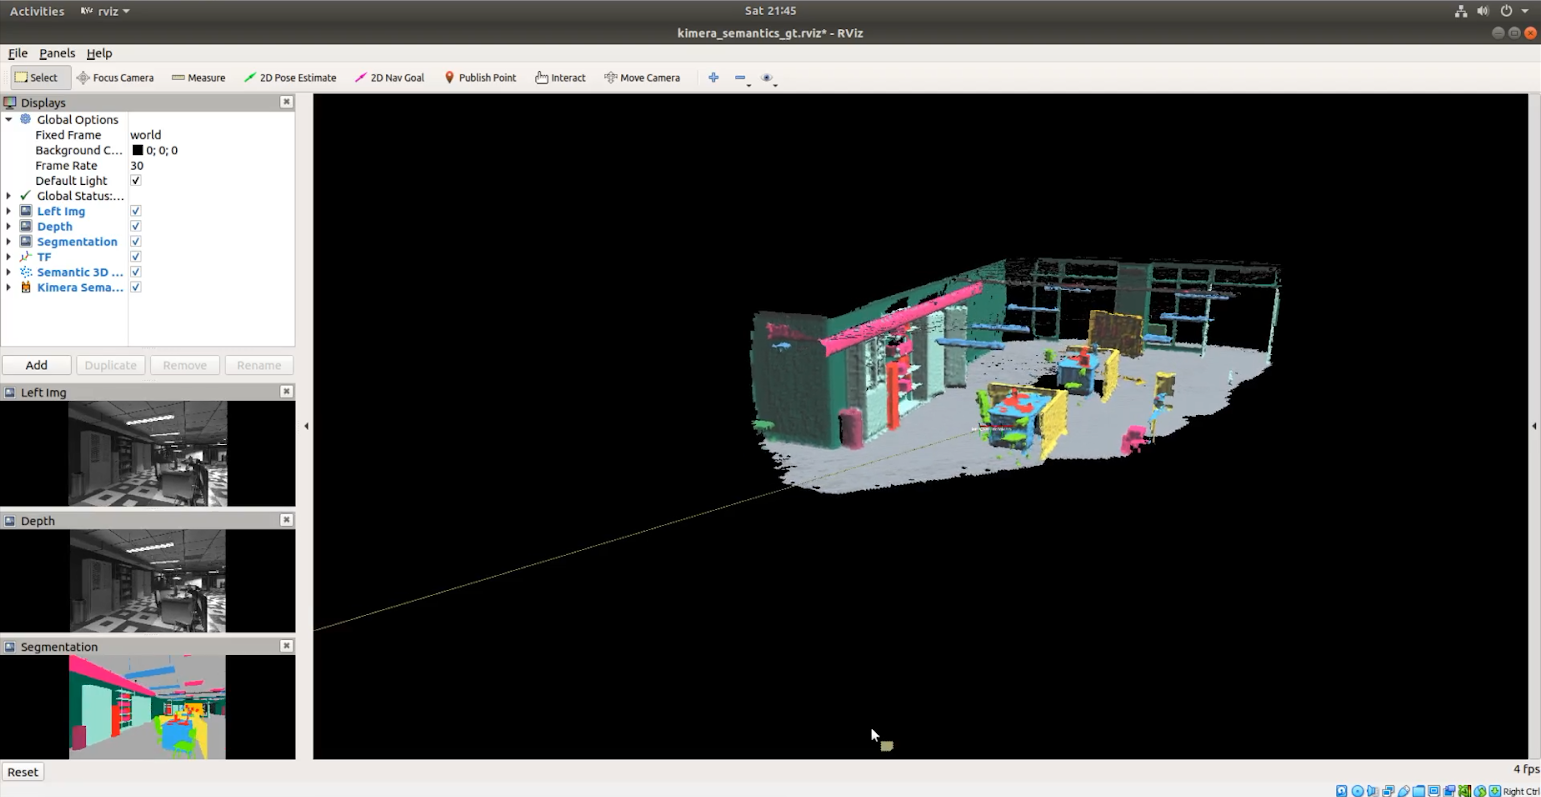 Activities rviz Sat 21:45
kimera_semantics_gt.rviz* - RViz
File Panels Help
Select Focus Camera Measure 2D Pose Estimate 2D Nav Goal Publish Point Interact Move Camera
Displays
Global Options
Fixed Frame world
Background C... 0; 0; 0
Frame Rate 30
Default Light
Global Status:...
Left Img
Depth
Segmentation
TF
Semantic 3D ...
Kimera Sema...
Add Duplicate Remove Rename
Left Img
Depth
Segmentation
Reset
4 fps
Right Ctrl